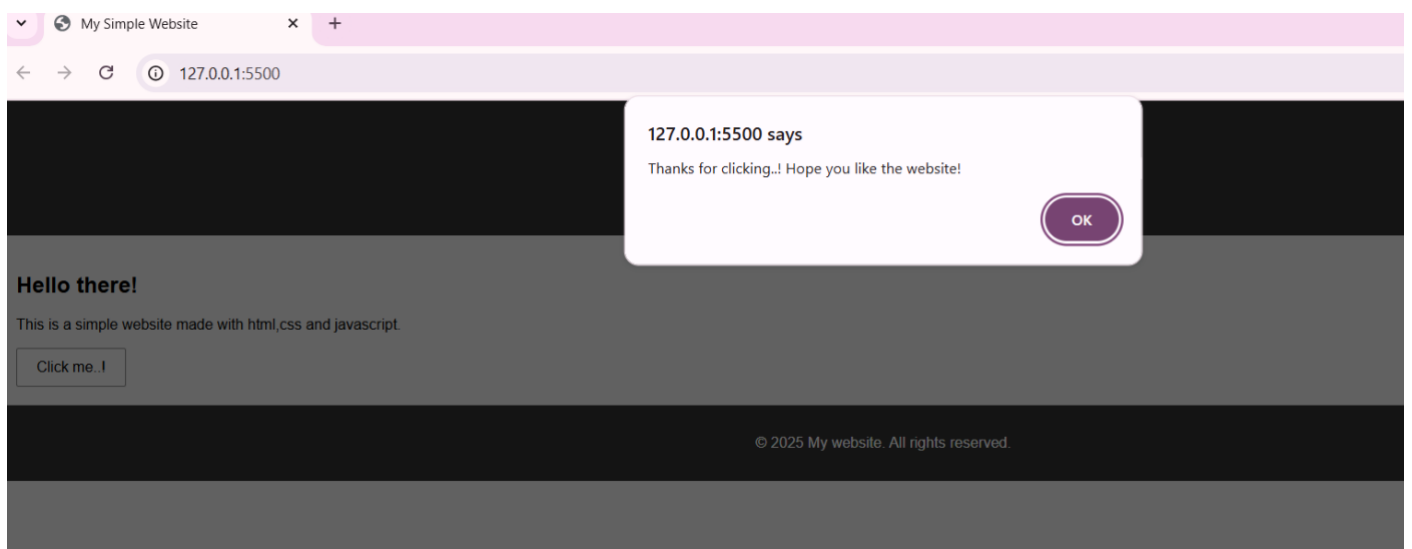 My Simple Website
127.0.0.1:5500
127.0.0.1:5500 says
Thanks for clicking..! Hope you like the website!
OK
Hello there!
This is a simple website made with html,css and javascript.
Click me..!
© 2025 My website. All rights reserved.